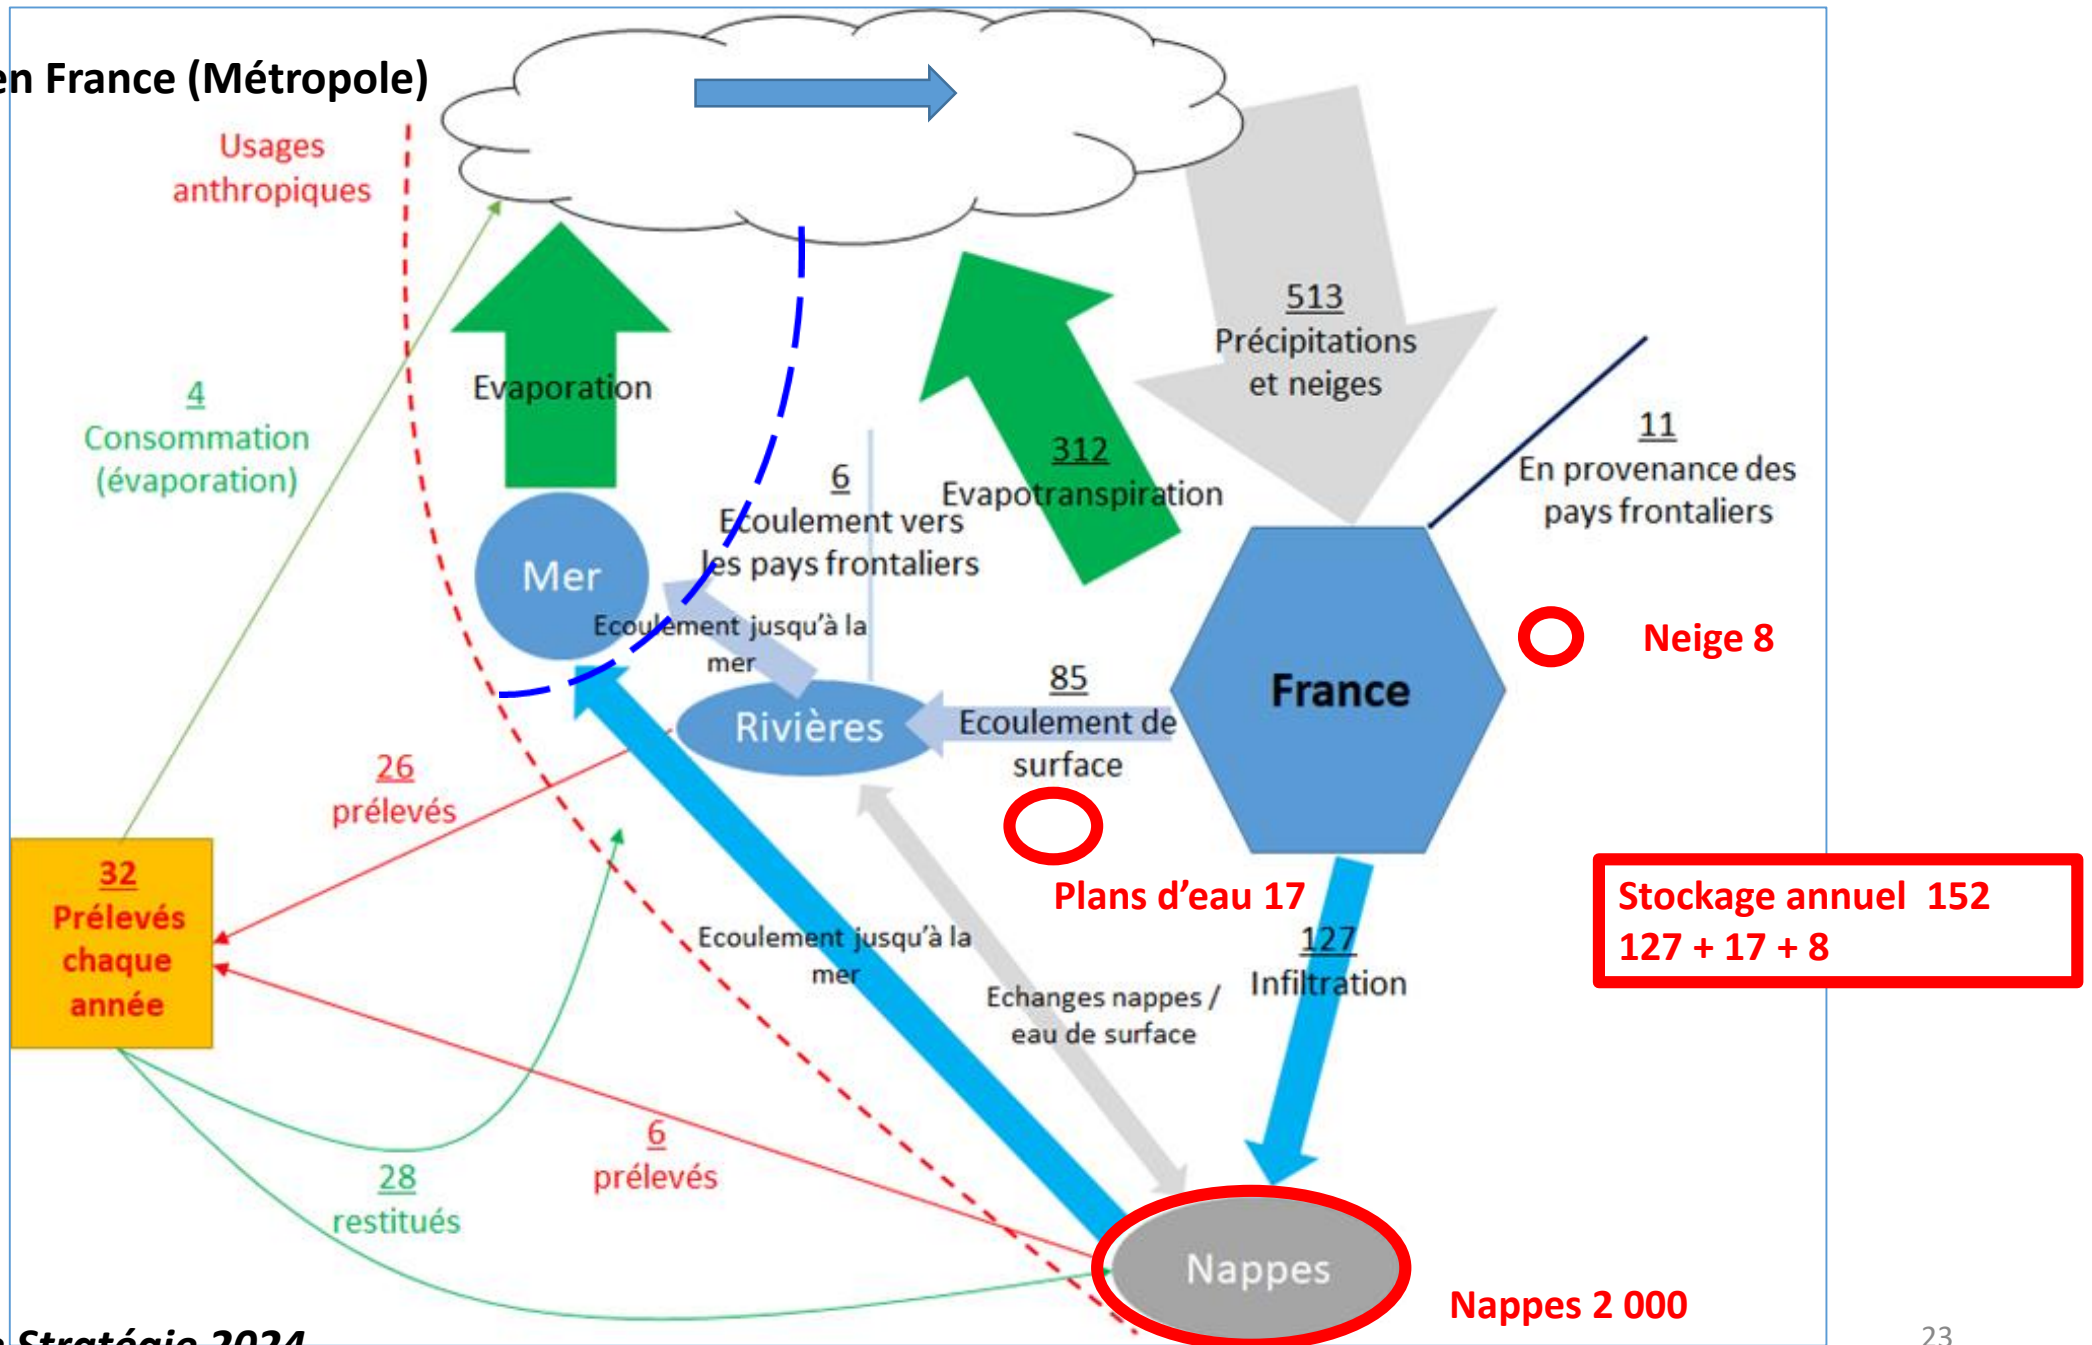 en France (Métropole)
Usages
anthropiques
513
Précipitations
et neiges
11
En provenance des
pays frontaliers
4
Consommation
(évaporation)
Evaporation
312
Evapotranspiration
6
Ecoulement vers
les pays frontaliers
Mer
Ecoulement jusqu'à la
mer
Neige 8
France
85
Ecoulement de
surface
Rivières
26
prélevés
32
Prélevés
chaque
année
Plans d'eau 17
Stockage annuel 152
127 + 17 + 8
Ecoulement jusqu'à la
mer
127
Infiltration
Echanges nappes /
eau de surface
6
prélevés
28
restitués
Nappes
Nappes 2 000
Stratégie 2024
23